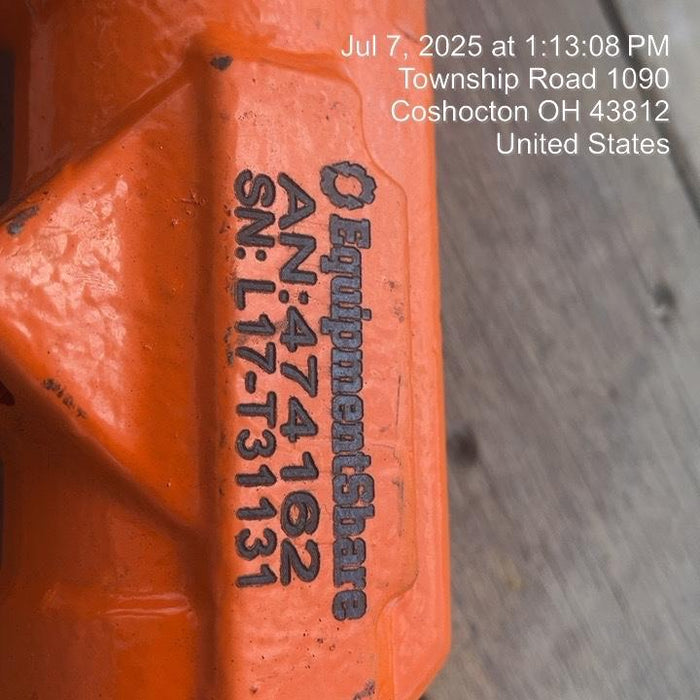 Jul 7, 2025 at 1:13:08 PM
Township Road 1090
Coshocton OH 43812
United States
EquipmentShare
AN:474162
SN:L17-T31131